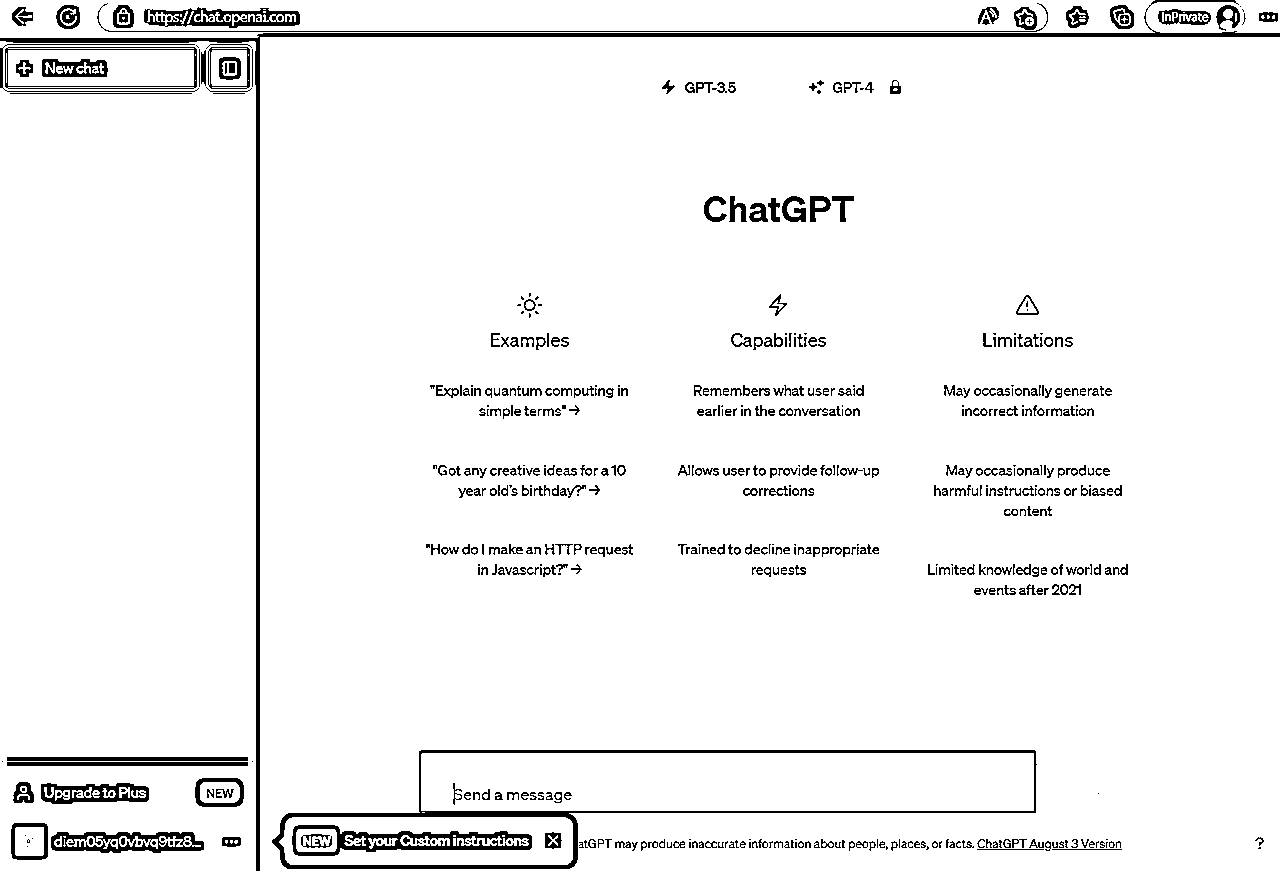 https://chat.openai.com
InPrivate
New chat
GPT-3.5
GPT-4
ChatGPT
Examples
"Explain quantum computing in
simple terms" →
"Got any creative ideas for a 10
year old's birthday?" →
"How do I make an HTTP request
in Javascript?" →
Capabilities
Remembers what user said
earlier in the conversation
Allows user to provide follow-up
corrections
Trained to decline inappropriate
requests
Limitations
May occasionally generate
incorrect information
May occasionally produce
harmful instructions or biased
content
Limited knowledge of world and
events after 2021
Send a message
Upgrade to Plus
NEW
NEW Set your Custom instructions
atGPT may produce inaccurate information about people, places, or facts. ChatGPT August 3 Version
?